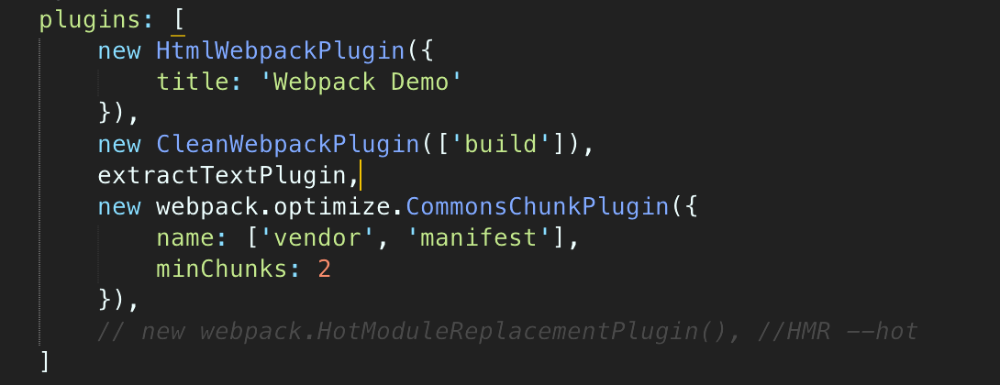 plugins: [
    new HtmlWebpackPlugin({
        title: 'Webpack Demo'
    }),
    new CleanWebpackPlugin(['build']),
    extractTextPlugin,
    new webpack.optimize.CommonsChunkPlugin({
        name: ['vendor', 'manifest'],
        minChunks: 2
    }),
    // new webpack.HotModuleReplacementPlugin(), //HMR --hot
]